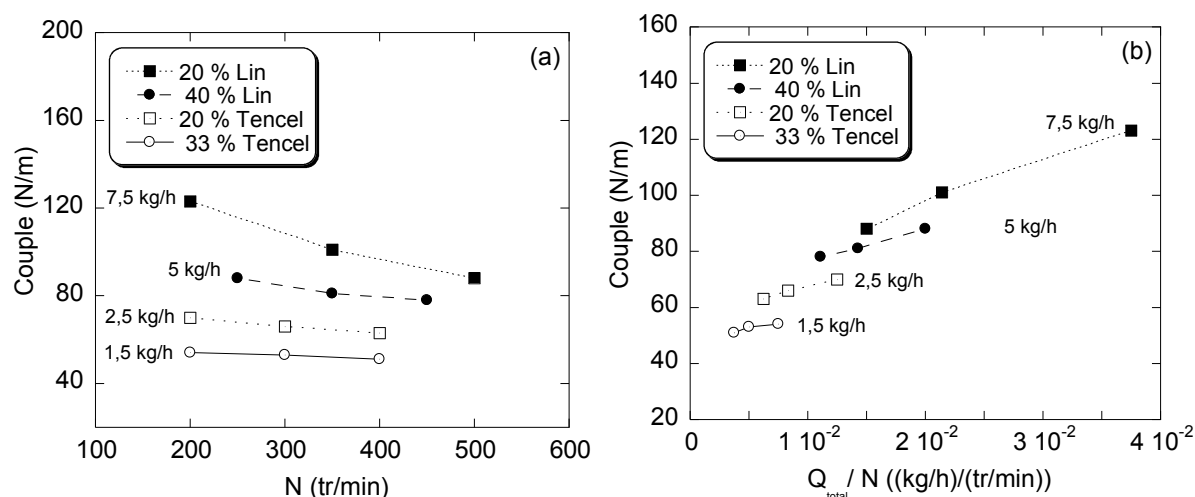 (a)
20 % Lin
40 % Lin
20 % Tencel
33 % Tencel
Couple (N/m)
200
160
120
80
40
7,5 kg/h
5 kg/h
2,5 kg/h
1,5 kg/h
100 200 300 400 500 600
N (tr/min)
(b)
20 % Lin
40 % Lin
20 % Tencel
33 % Tencel
Couple (N/m)
160
140
120
100
80
60
40
20
7,5 kg/h
5 kg/h
2,5 kg/h
1,5 kg/h
0 1 10-2 2 10-2 3 10-2 4 10-2
Qtotal / N ((kg/h)/(tr/min))